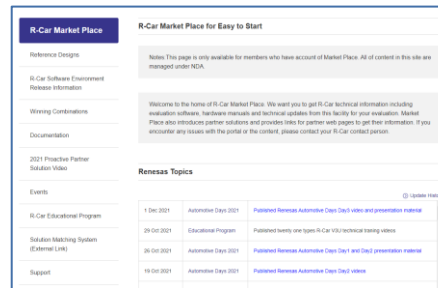 R-Car Market Place
Reference Designs
R-Car Software Environment
Release Information
Winning Combinations
Documentation
2021 Proactive Partner
Solution Video
Events
R-Car Educational Program
Solution Matching System
(External Link)
Support
R-Car Market Place for Easy to Start
Notes This page is only available for members who have account of Market Place. All of content in this site are
managed under NDA.
Welcome to the home of R-Car Market Place. We want you to get R-Car technical information including
evaluation software, hardware manuals and technical updates from this facility for your evaluation. Market
Place also introduces partner solutions and provides links for partner web pages to get their information. If you
encounter any issues with the portal or the content, please contact your R-Car contact person.
Renesas Topics
Update Hist
1 Dec 2021 Automotive Days 2021 Published Renesas Automotive Days Day3 video and presentation material
29 Oct 2021 Educational Program Published twenty one types R-Car V3U technical training videos
26 Oct 2021 Automotive Days 2021 Published Renesas Automotive Days Day1 and Day2 presentation material
19 Oct 2021 Automotive Days 2021 Published Renesas Automotive Days Day2 videos